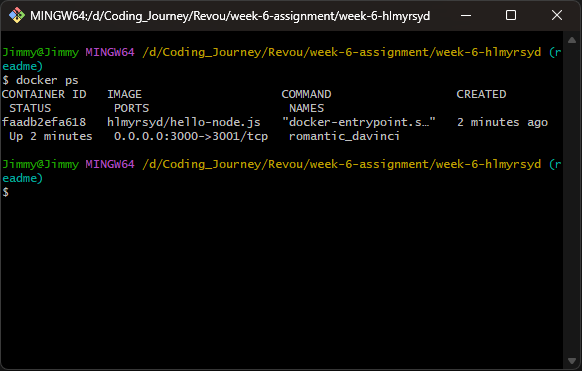 MINGW64:/d/Coding_Journey/Revou/week-6-assignment/week-6-hlmyrsyd
Jimmy@Jimmy MINGW64 /d/Coding_Journey/Revou/week-6-assignment/week-6-hlmyrsyd (r
eadme)
$ docker ps
CONTAINER ID   IMAGE                    COMMAND                  CREATED
 STATUS         PORTS                    NAMES
faadb2efa618   hlmyrsyd/hello-node.js   "docker-entrypoint.s…"   2 minutes ago
 Up 2 minutes   0.0.0.0:3000->3001/tcp   romantic_davinci
Jimmy@Jimmy MINGW64 /d/Coding_Journey/Revou/week-6-assignment/week-6-hlmyrsyd (r
eadme)
$